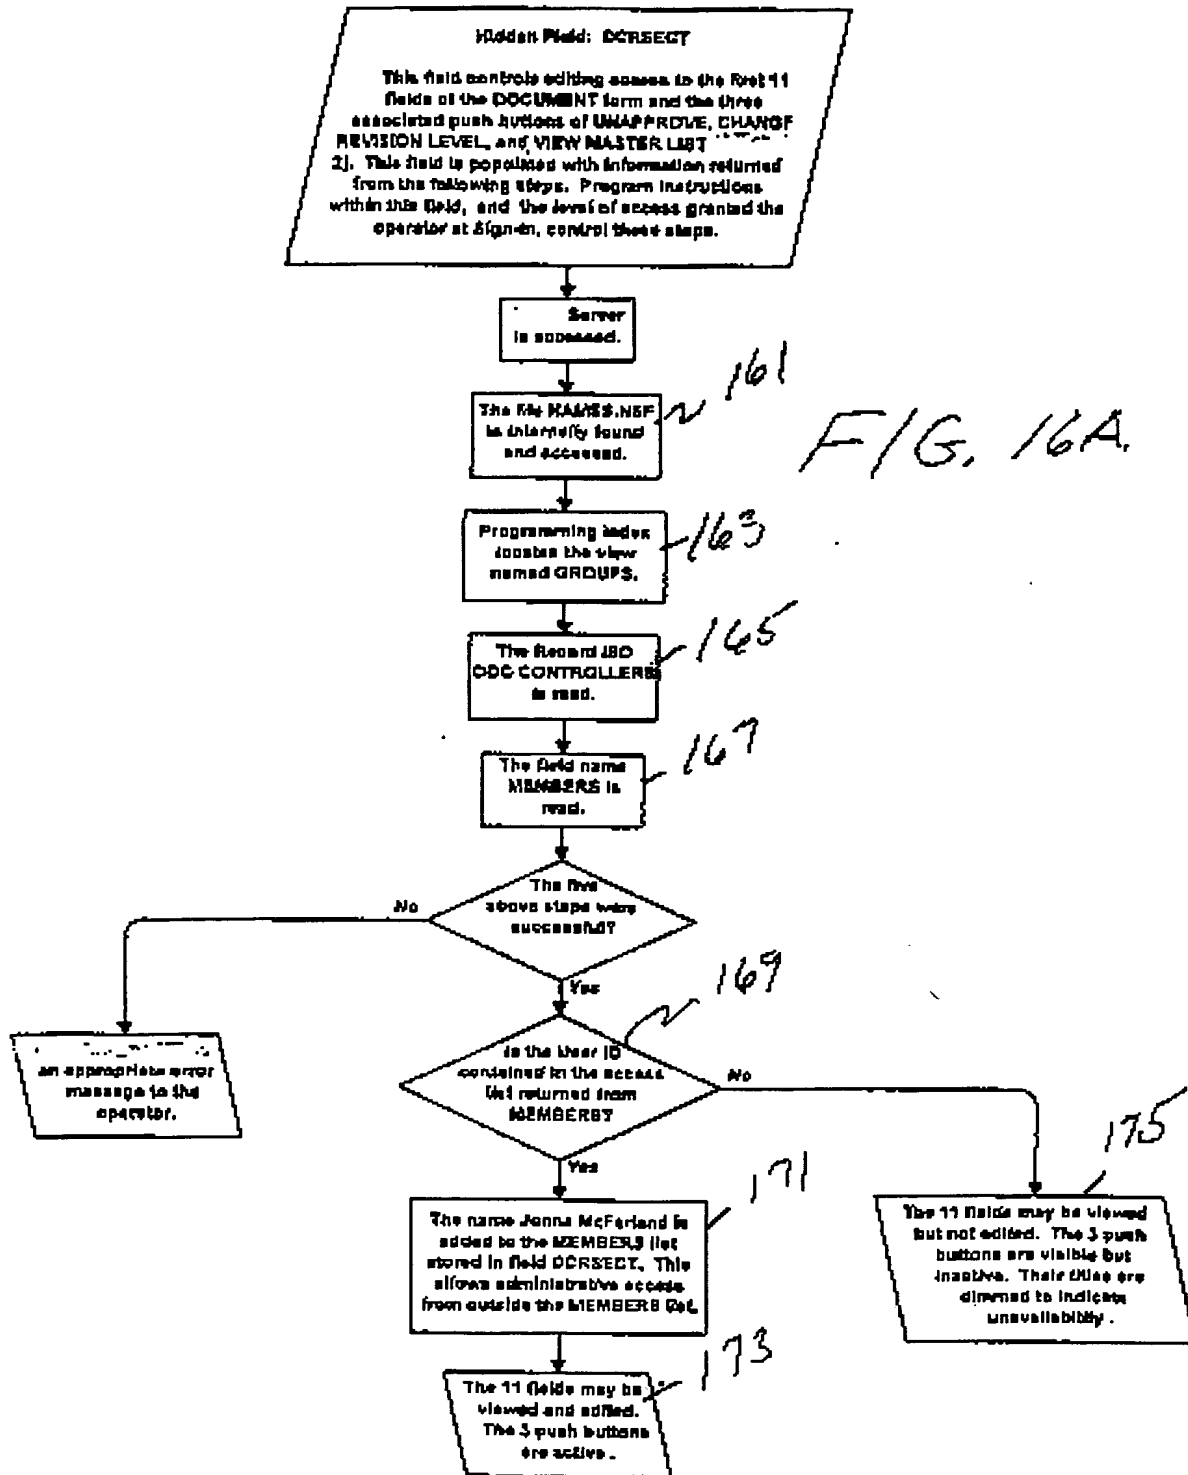 Hidden Field: DCRSECT
This field controls editing access to the first 11
fields of the DOCUMENT form and the three
associated push buttons of UNAPPROVE, CHANGE
REVISION LEVEL, and VIEW MASTER LIST
2]. This field is populated with information returned
from the following steps. Program instructions
within this field, and the level of access granted the
operator at Sign-in, control these steps.
Server
is accessed.
161
The file NAMES.NSF
is internally found
and accessed.
FIG. 16A.
Programming index
locates the view
named GROUPS.
163
The Record ISO
DOC CONTROLLERS
is read.
165
The field name
MEMBERS is
read.
167
The five
above steps were
successful?
No
Yes
169
an appropriate error
message to the
operator.
Is the User ID
contained in the access
list returned from
MEMBERS?
No
Yes
171
175
The name Janna McFarland is
added to the MEMBERS list
stored in field DCRSECT. This
allows administrative access
from outside the MEMBERS list.
The 11 fields may be viewed
but not edited. The 3 push
buttons are visible but
inactive. Their titles are
dimmed to indicate
unavailability.
173
The 11 fields may be
viewed and edited.
The 3 push buttons
are active.